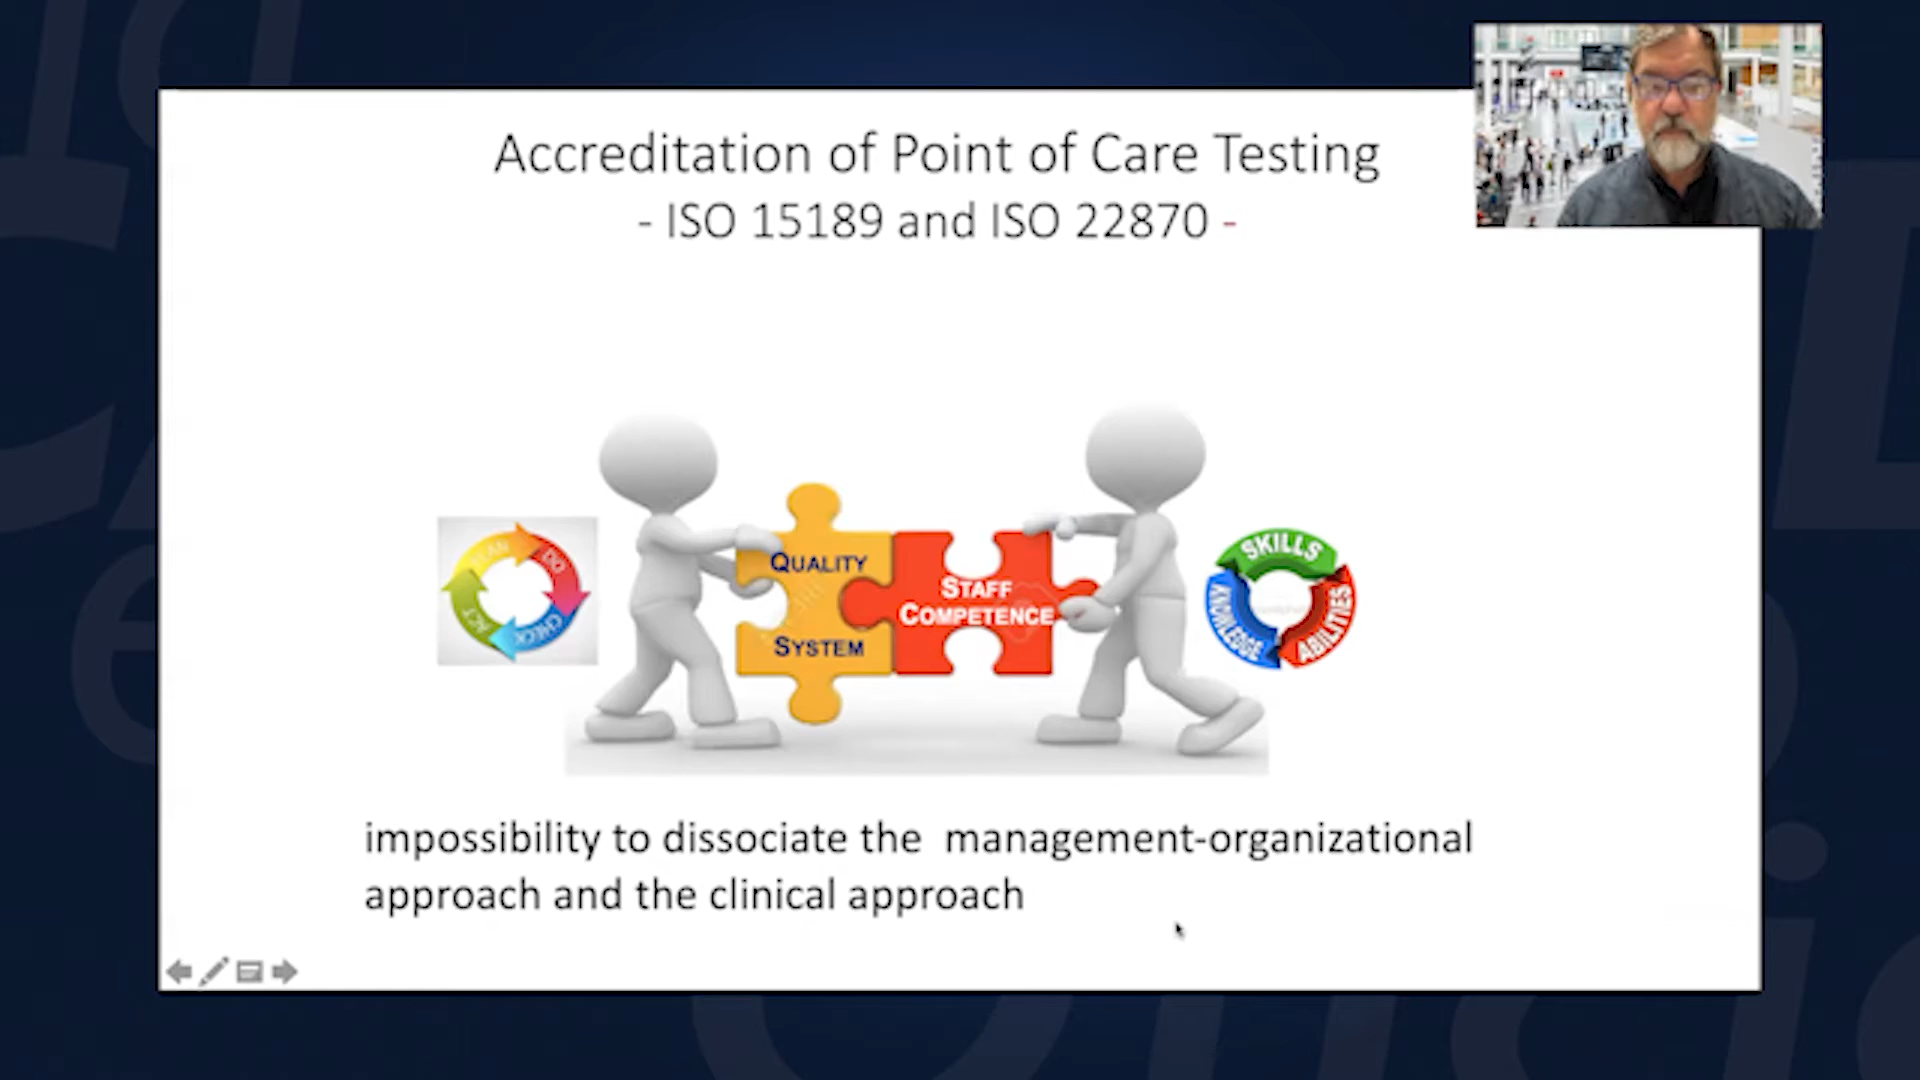 Accreditation of Point of Care Testing
- ISO 15189 and ISO 22870 -
PLAN
DO
CHECK
ACT
QUALITY
SYSTEM
STAFF
COMPETENCE
SKILLS
KNOWLEDGE
ABILITIES
impossibility to dissociate the management-organizational
approach and the clinical approach